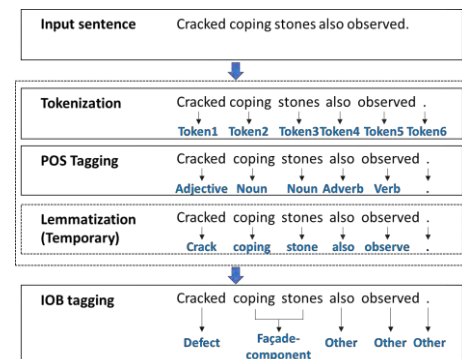 Input sentence Cracked coping stones also observed.
Tokenization Cracked coping stones also observed .
Token1 Token2 Token3 Token4 Token5 Token6
POS Tagging Cracked coping stones also observed .
Adjective Noun Noun Adverb Verb .
Lemmatization Cracked coping stones also observed .
(Temporary)
Crack coping stone also observe .
IOB tagging Cracked coping stones also observed .
Defect Façade- Other Other Other
component